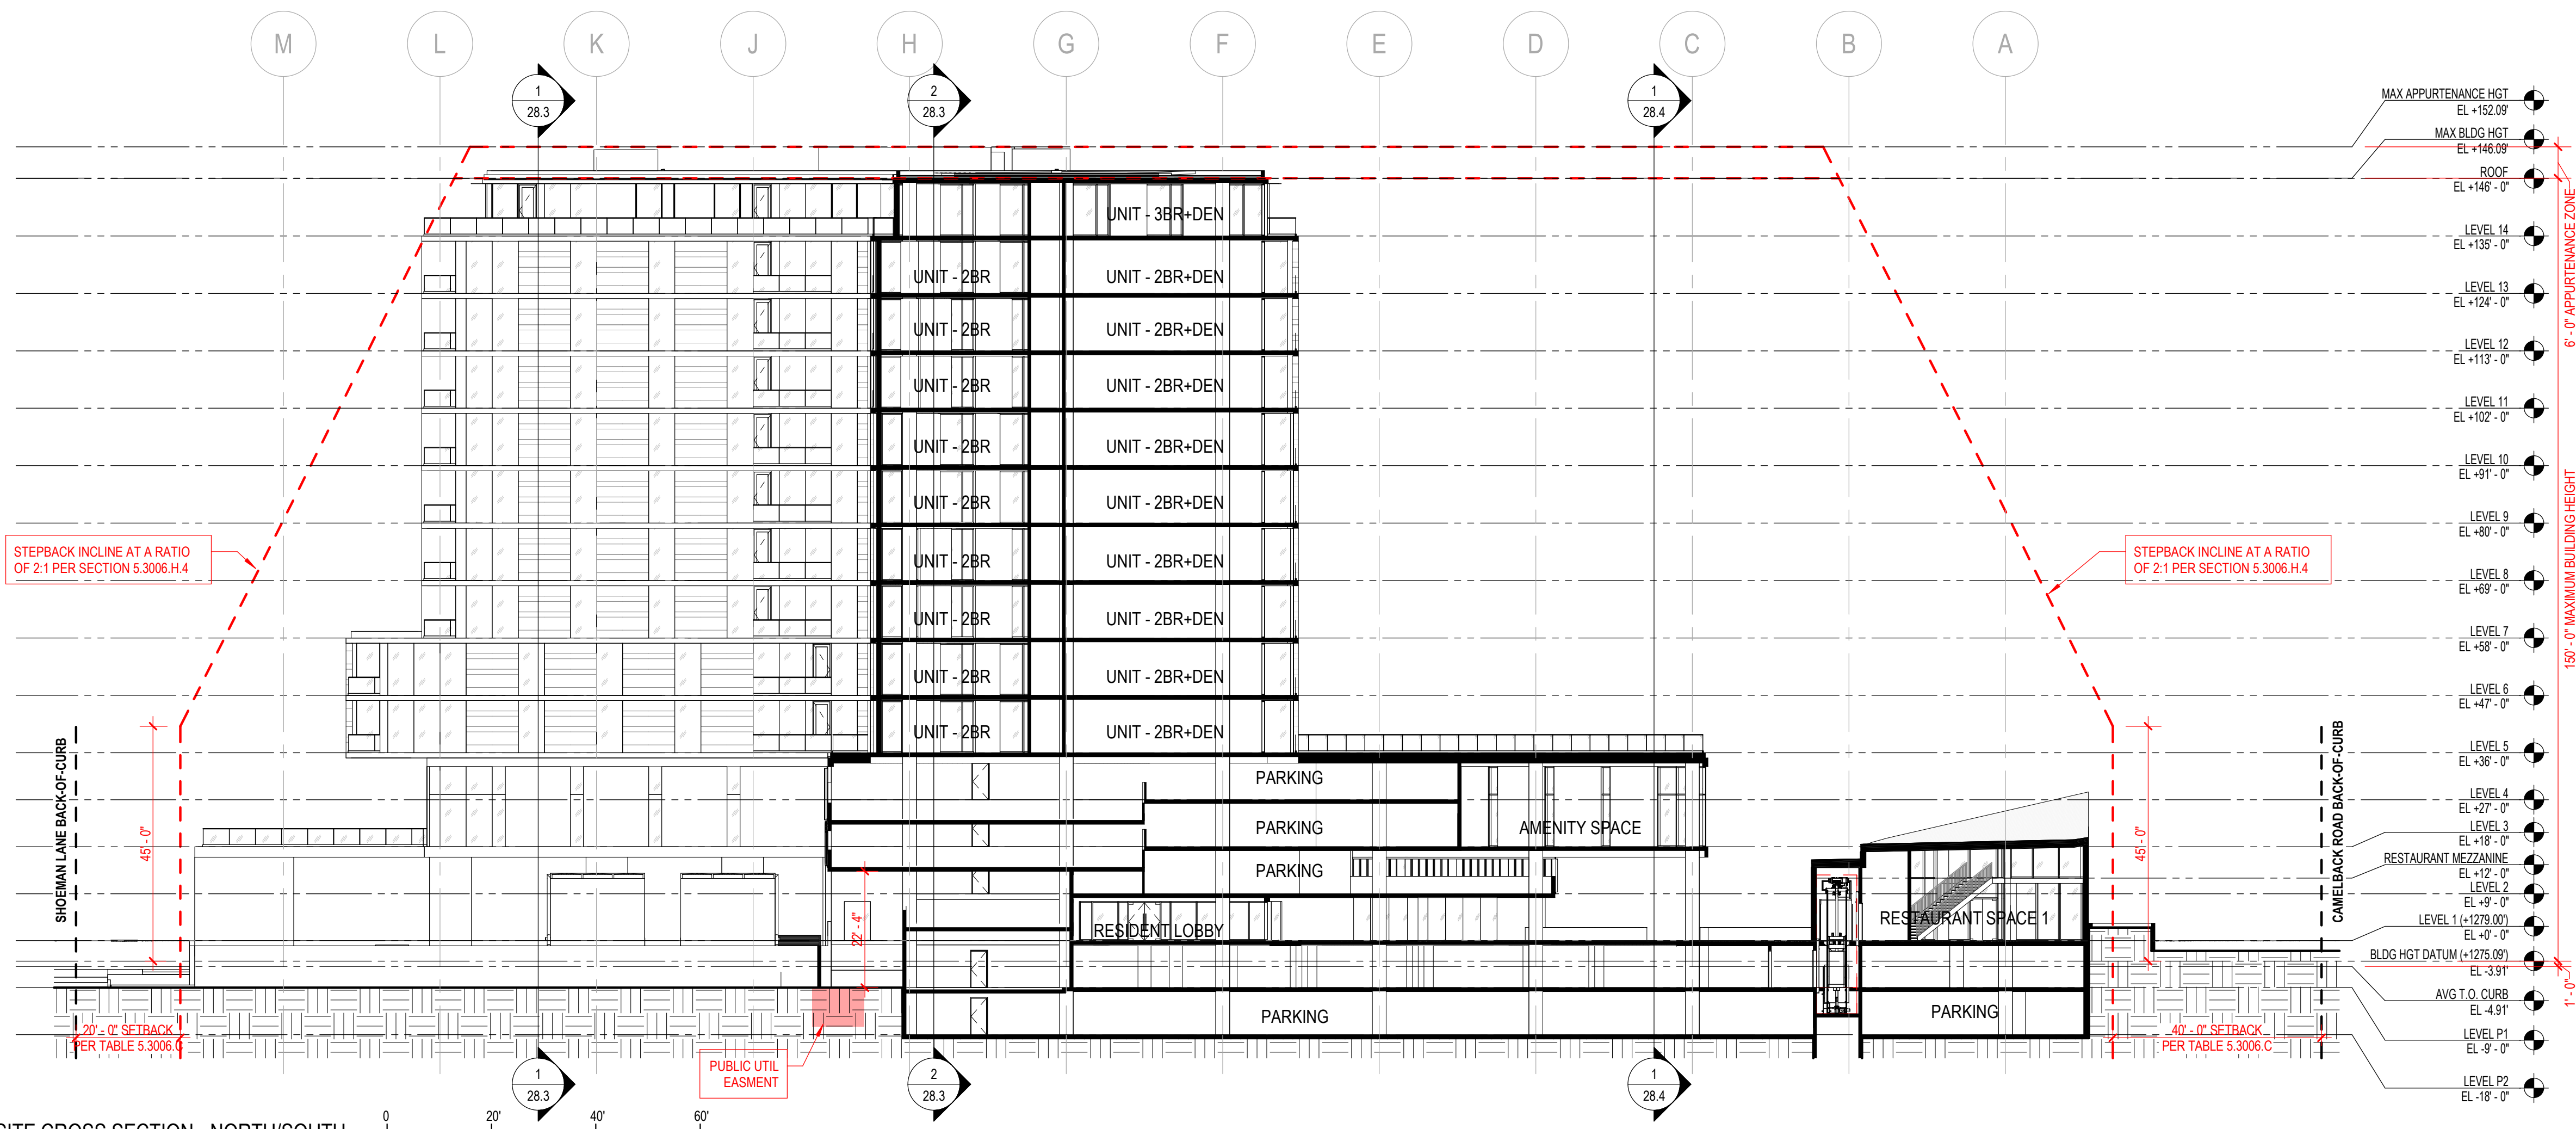 M
L
K
J
H
G
F
E
D
C
B
A
1
28.3
2
28.3
1
28.4
MAX APPURTENANCE HGT
EL +152.09'
MAX BLDG HGT
EL +146.09'
ROOF
EL +146' - 0"
LEVEL 14
EL +135' - 0"
LEVEL 13
EL +124' - 0"
LEVEL 12
EL +113' - 0"
LEVEL 11
EL +102' - 0"
LEVEL 10
EL +91' - 0"
LEVEL 9
EL +80' - 0"
LEVEL 8
EL +69' - 0"
LEVEL 7
EL +58' - 0"
LEVEL 6
EL +47' - 0"
LEVEL 5
EL +36' - 0"
LEVEL 4
EL +27' - 0"
LEVEL 3
EL +18' - 0"
RESTAURANT MEZZANINE
EL +12' - 0"
LEVEL 2
EL +9' - 0"
LEVEL 1 (+1279.00')
EL +0' - 0"
BLDG HGT DATUM (+1275.09')
EL -3.91'
AVG T.O. CURB
EL -4.91'
LEVEL P1
EL -9' - 0"
LEVEL P2
EL -18' - 0"
6' - 0" APPURTENANCE ZONE
150' - 0" MAXIMUM BUILDING HEIGHT
1' - 0"
UNIT - 3BR+DEN
UNIT - 2BR
UNIT - 2BR+DEN
UNIT - 2BR
UNIT - 2BR+DEN
UNIT - 2BR
UNIT - 2BR+DEN
UNIT - 2BR
UNIT - 2BR+DEN
UNIT - 2BR
UNIT - 2BR+DEN
UNIT - 2BR
UNIT - 2BR+DEN
UNIT - 2BR
UNIT - 2BR+DEN
UNIT - 2BR
UNIT - 2BR+DEN
UNIT - 2BR
UNIT - 2BR+DEN
STEPBACK INCLINE AT A RATIO
OF 2:1 PER SECTION 5.3006.H.4
STEPBACK INCLINE AT A RATIO
OF 2:1 PER SECTION 5.3006.H.4
SHOEMAN LANE BACK-OF-CURB
45' - 0"
PARKING
PARKING
AMENITY SPACE
PARKING
22' - 4"
RESIDENT LOBBY
RESTAURANT SPACE 1
45' - 0"
CAMELBACK ROAD BACK-OF-CURB
PARKING
PARKING
20' - 0" SETBACK
PER TABLE 5.3006.C
40' - 0" SETBACK
PER TABLE 5.3006.C
PUBLIC UTIL
EASMENT
1
28.3
2
28.3
1
28.4
0
20'
40'
60'
SITE CROSS SECTION - NORTH/SOUTH